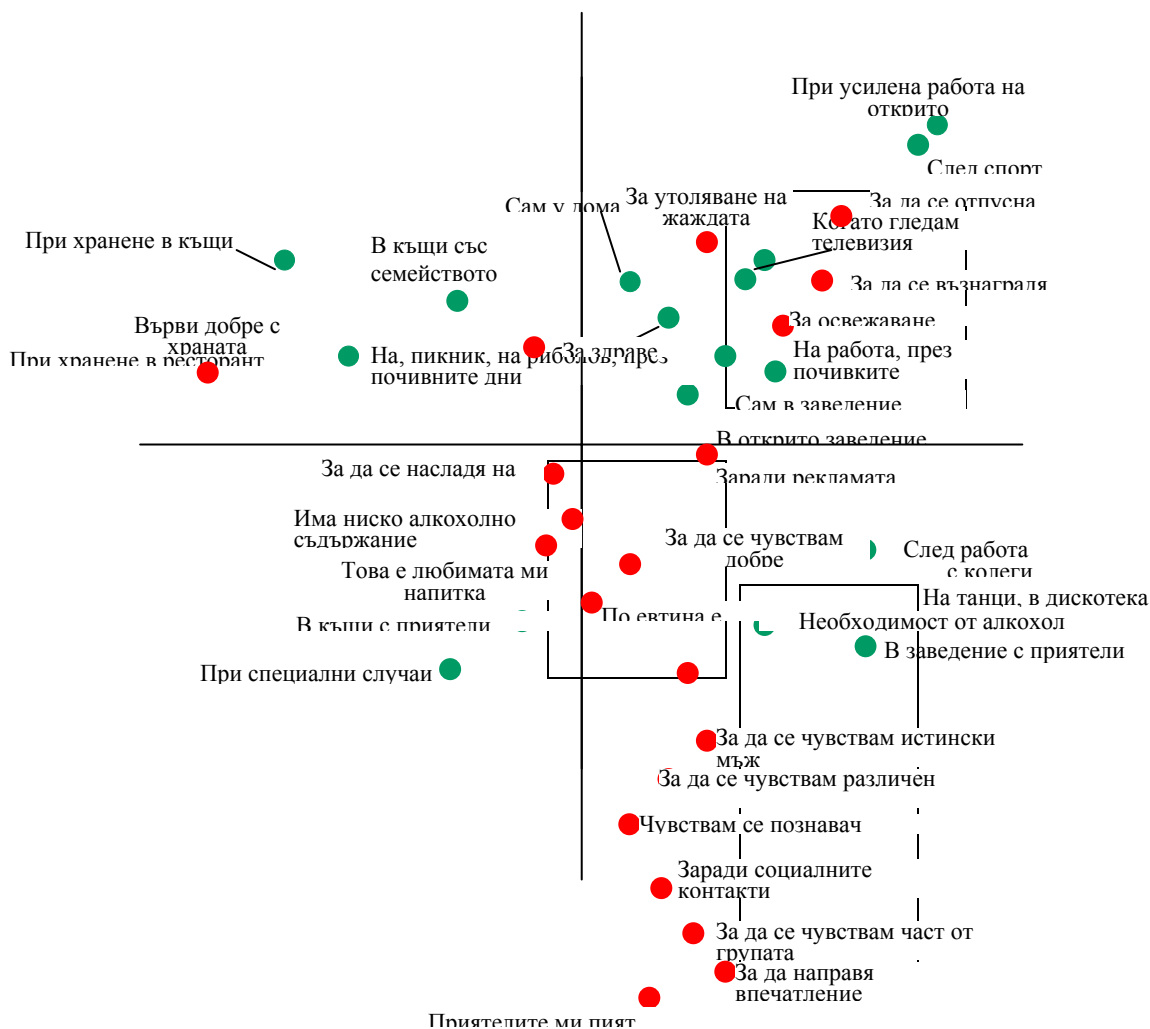 При усилена работа на
открито
След спорт
За утоляване на
жаждата
Сам у дома
За да се отпусна
Когато гледам
телевизия
При хранене в къщи
В къщи със
семейството
За да се възнаградя
Върви добре с
храната
При хранене в ресторант
За освежаване
На, пикник, на риболов, през
почивните дни
За здраве
На работа, през
почивките
Сам в заведение
В открито заведение
За да се насладя на
Заради рекламата
Има ниско алкохолно
съдържание
За да се чувствам
добре
След работа
с колеги
Това е любимата ми
напитка
На танци, в дискотека
По евтина е
В къщи с приятели
Необходимост от алкохол
В заведение с приятели
При специални случаи
За да се чувствам истински
мъж
За да се чувствам различен
Чувствам се познавач
Заради социалните
контакти
За да се чувствам част от
групата
За да направя
впечатление
Приятелите ми пият